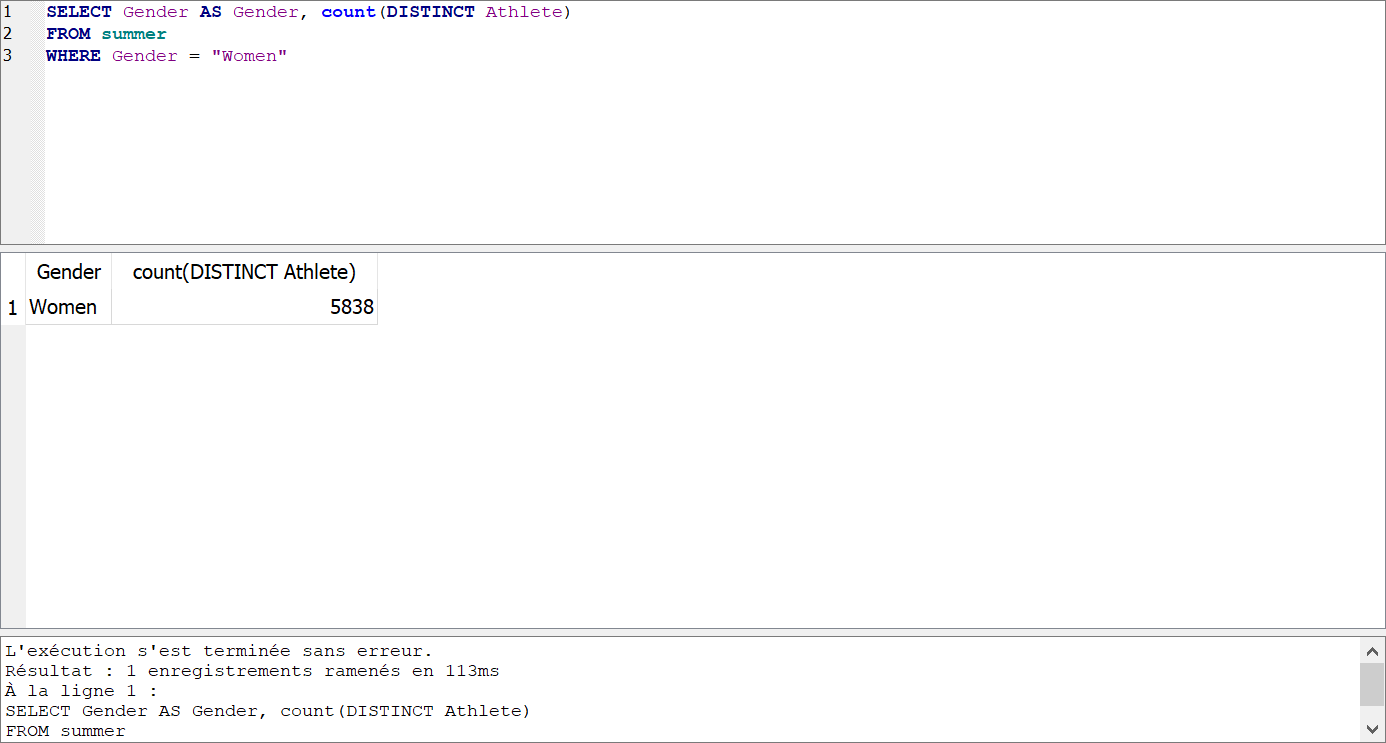 1 SELECT Gender AS Gender, count(DISTINCT Athlete)
2 FROM summer
3 WHERE Gender = "Women"
Gender count(DISTINCT Athlete)
1 Women 5838
L'exécution s'est terminée sans erreur.
Résultat : 1 enregistrements ramenés en 113ms
À la ligne 1 :
SELECT Gender AS Gender, count(DISTINCT Athlete)
FROM summer